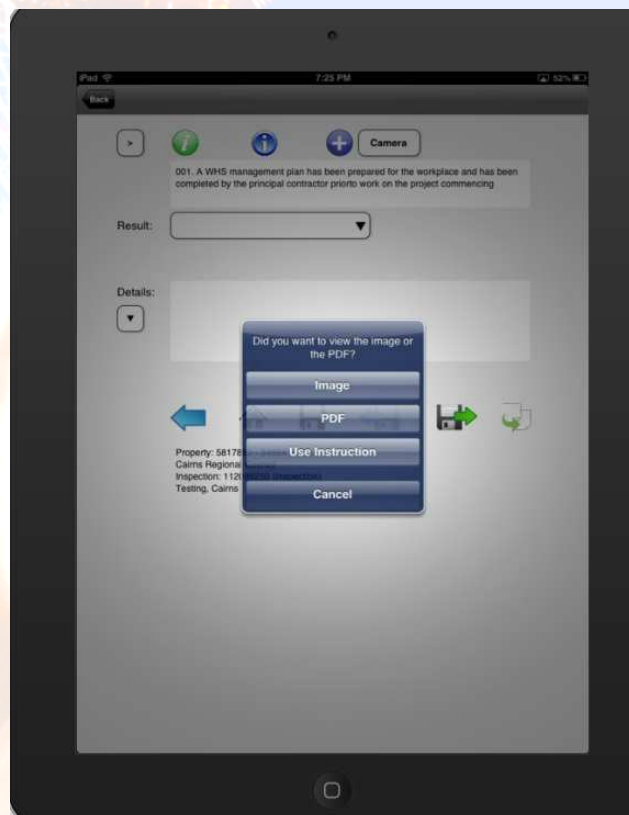 iPad 7:25 PM 52%
Back
> Camera
001. A WHS management plan has been prepared for the workplace and has been
completed by the principal contractor priorto work on the project commencing
Result:
Details:
Did you want to view the image or
the PDF?
Image
PDF
Use Instruction
Cancel
Property:
Cairns Regional
Inspection:
Testing, Cairns